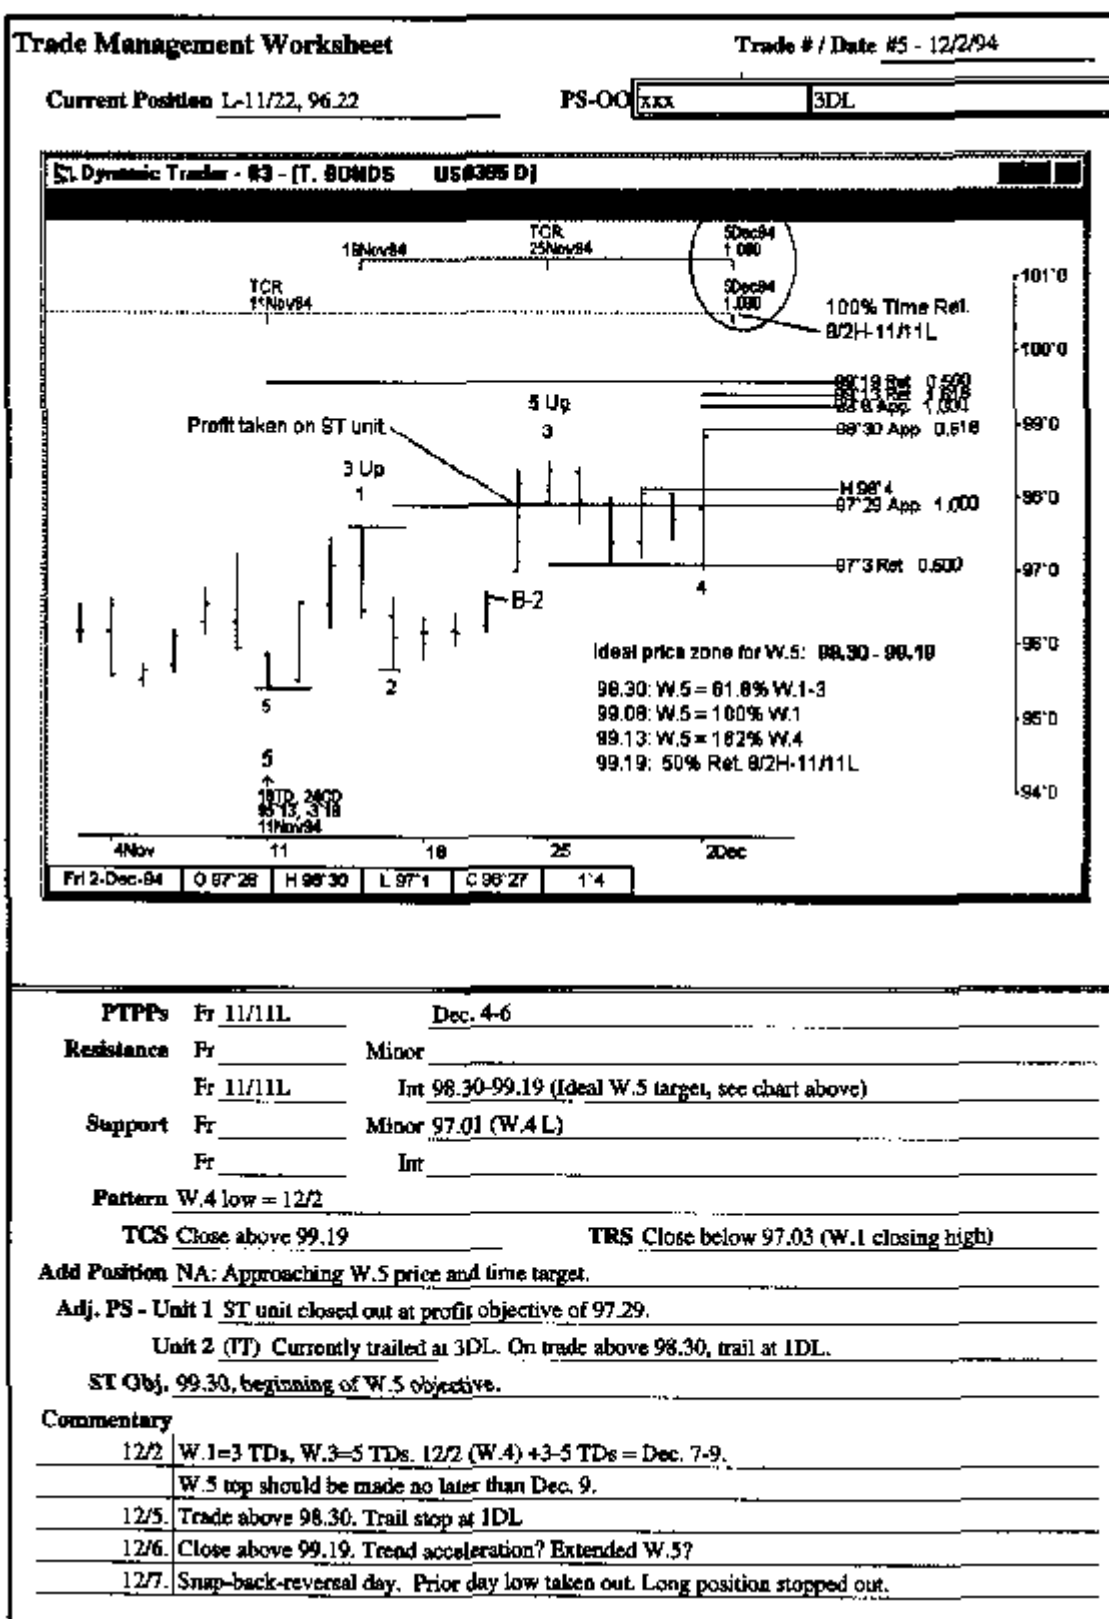 Trade Management Worksheet
Trade # / Date #5 - 12/2/94
Current Position L-11/22, 96.22
PS-OO xxx 3DL
Dynamic Trader - #3 - [T. BONDS US0395 D]
TCR 5Dec94
18Nov94 25Nov94 1.000
TCR 5Dec94
11Nov94 1.000
100% Time Ret.
8/2H-11/11L
101'0
100'0
99'19 Ret 0.500
99'13 Ret 1.618
99'8 App 1.000
98'30 App 0.618
99'0
5 Up
3
Profit taken on ST unit
3 Up
1
H 98'4
98'0
97'29 App 1.000
97'3 Ret 0.500
97'0
4
B-2
96'0
Ideal price zone for W.5: 98.30 - 99.19
2
98.30: W.5 = 61.8% W.1-3
5
99.08: W.5 = 100% W.1
95'0
99.13: W.5 = 162% W.4
5
99.19: 50% Ret. 8/2H-11/11L
94'0
11Nov94
4Nov 11 18 25 2Dec
Fri 2-Dec-94 O 97'28 H 98'30 L 97'1 C 98'27 1'4
PTPPs Fr 11/11L Dec. 4-6
Resistance Fr Minor
Fr 11/11L Int 98.30-99.19 (Ideal W.5 target, see chart above)
Support Fr Minor 97.01 (W.4 L)
Fr Int
Pattern W.4 low = 12/2
TCS Close above 99.19 TRS Close below 97.03 (W.1 closing high)
Add Position NA: Approaching W.5 price and time target.
Adj. PS - Unit 1 ST unit closed out at profit objective of 97.29.
Unit 2 (IT) Currently trailed at 3DL. On trade above 98.30, trail at 1DL.
ST Obj. 99.30, beginning of W.5 objective.
Commentary
12/2 W.1=3 TDs, W.3=5 TDs. 12/2 (W.4) +3-5 TDs = Dec. 7-9.
W.5 top should be made no later than Dec. 9.
12/5. Trade above 98.30. Trail stop at 1DL
12/6. Close above 99.19. Trend acceleration? Extended W.5?
12/7. Snap-back-reversal day. Prior day low taken out. Long position stopped out.